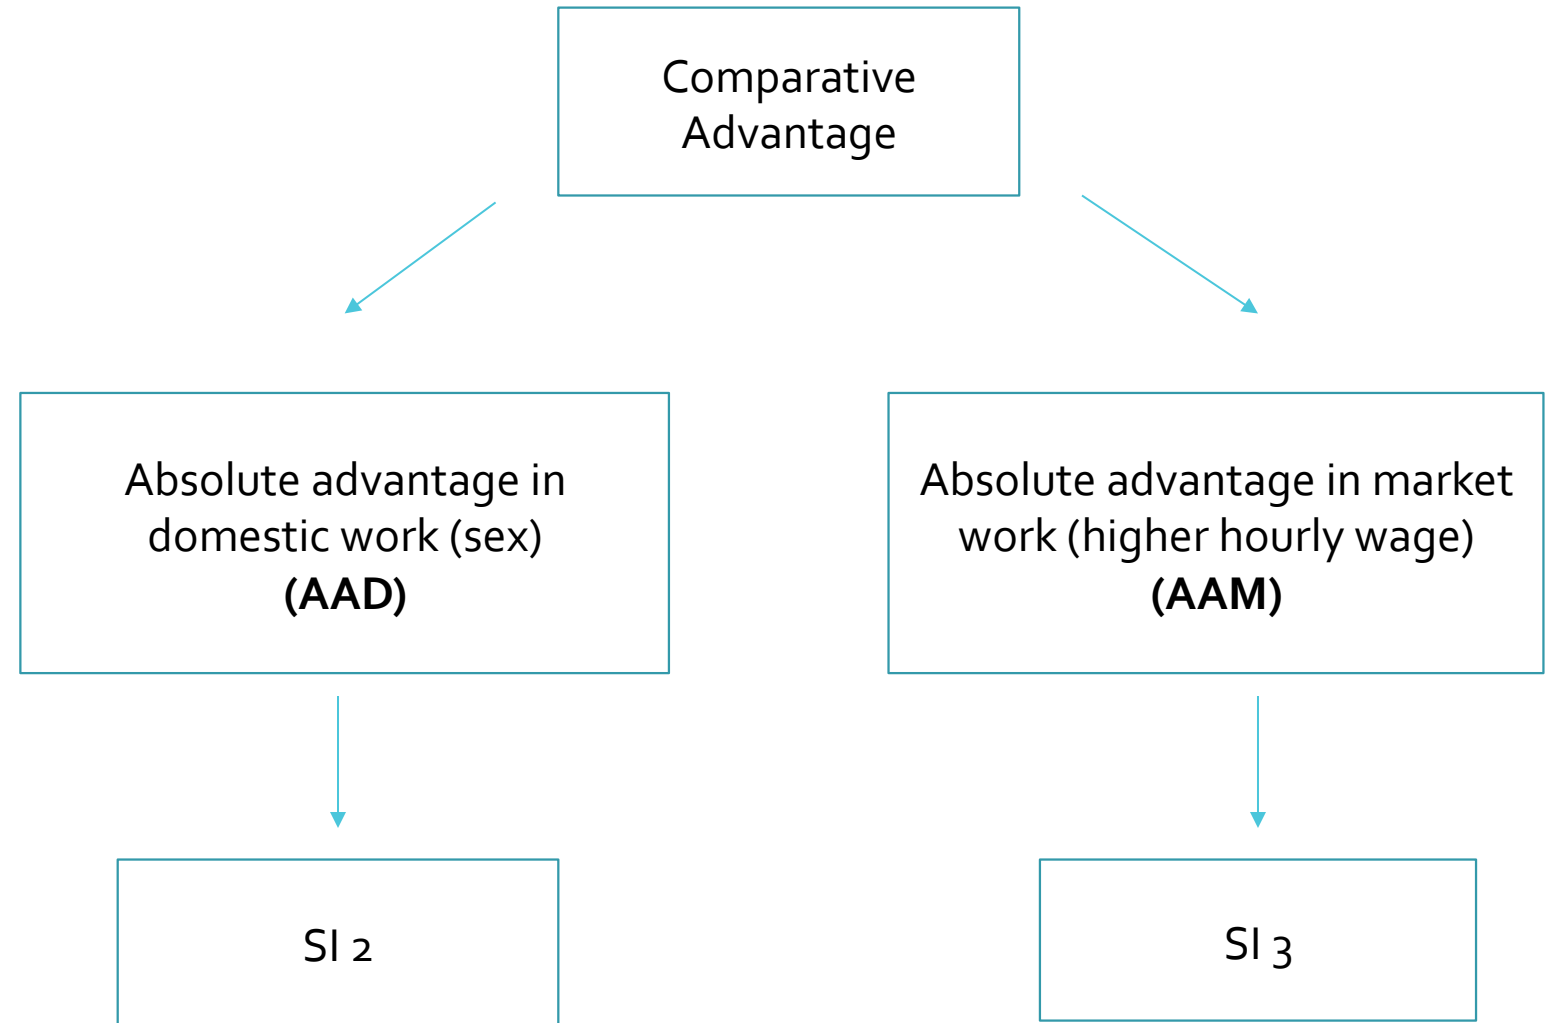 Comparative
Advantage
Absolute advantage in
domestic work (sex)
(AAD)
Absolute advantage in market
work (higher hourly wage)
(AAM)
SI 2
SI 3